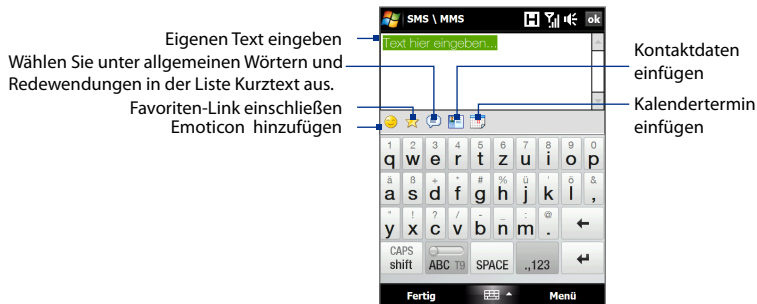 SMS \ MMS
H
ok
Eigenen Text eingeben
Text hier eingeben...
Wählen Sie unter allgemeinen Wörtern und
Redewendungen in der Liste Kurztext aus.
Kontaktdaten
einfügen
Favoriten-Link einschließen
Emoticon hinzufügen
Kalendertermin
einfügen
1 2 3 4 5 6 7 8 9 0
q w e r t z u i o p
ä ß + * # % ü ' ö &
a s d f g h j k l ,
" ! ? / - _ : @
y x c v b n m . ←
CAPS
shift ABC T9 SPACE .,123 ↵
Fertig Menü